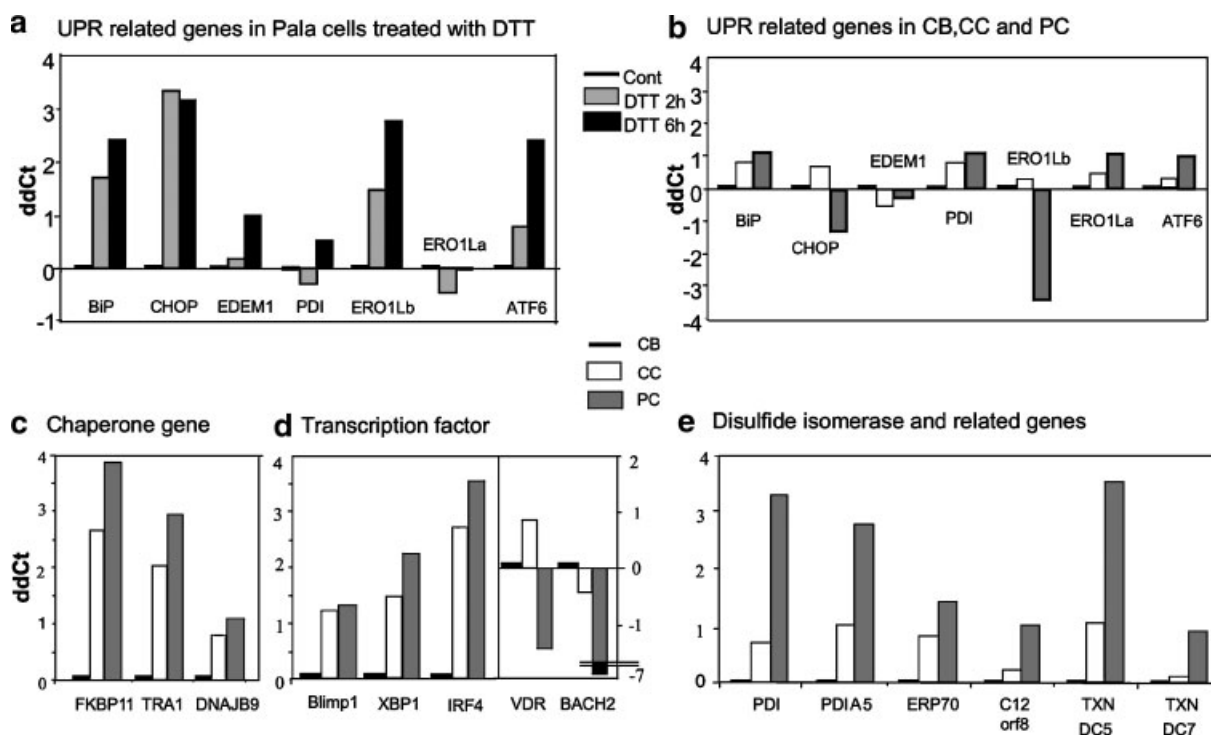 a UPR related genes in Pala cells treated with DTT
4
3
2
1
0
-1
ddCt
BiP CHOP EDEM1 PDI ERO1Lb ERO1La ATF6
Cont
DTT 2h
DTT 6h
b UPR related genes in CB,CC and PC
4
3
2
1
0
-1
-2
-3
-4
ddCt
BiP CHOP EDEM1 PDI ERO1Lb ERO1La ATF6
CB
CC
PC
c Chaperone gene
4
3
2
1
0
ddCt
FKBP11 TRA1 DNAJB9
d Transcription factor
4
3
2
1
0
2
1
0
-1
-7
Blimp1 XBP1 IRF4 VDR BACH2
e Disulfide isomerase and related genes
4
3
2
1
0
PDI PDIA5 ERP70 C12 TXN TXN
orf8 DC5 DC7